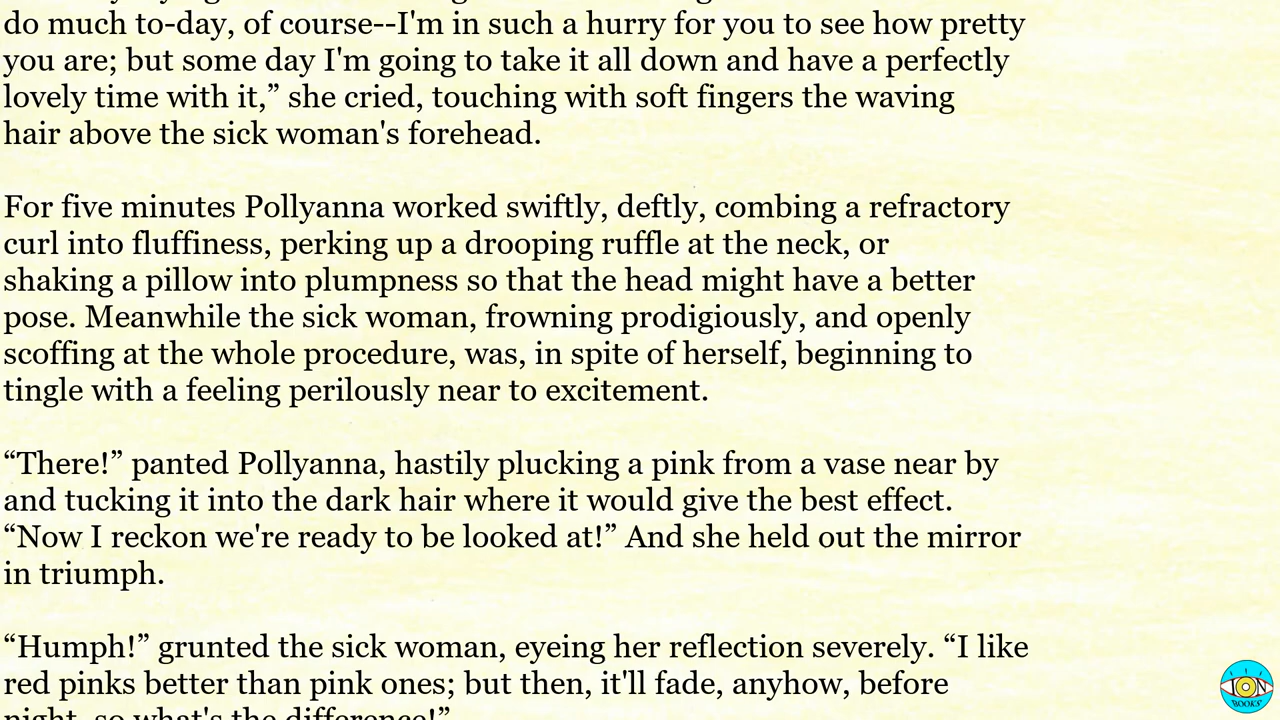 do much to-day, of course--I'm in such a hurry for you to see how pretty
you are; but some day I'm going to take it all down and have a perfectly
lovely time with it,” she cried, touching with soft fingers the waving
hair above the sick woman's forehead.
For five minutes Pollyanna worked swiftly, deftly, combing a refractory
curl into fluffiness, perking up a drooping ruffle at the neck, or
shaking a pillow into plumpness so that the head might have a better
pose. Meanwhile the sick woman, frowning prodigiously, and openly
scoffing at the whole procedure, was, in spite of herself, beginning to
tingle with a feeling perilously near to excitement.
“There!” panted Pollyanna, hastily plucking a pink from a vase near by
and tucking it into the dark hair where it would give the best effect.
“Now I reckon we're ready to be looked at!” And she held out the mirror
in triumph.
“Humph!” grunted the sick woman, eyeing her reflection severely. “I like
red pinks better than pink ones; but then, it'll fade, anyhow, before
night, so what's the difference!”
ION
BOOKS